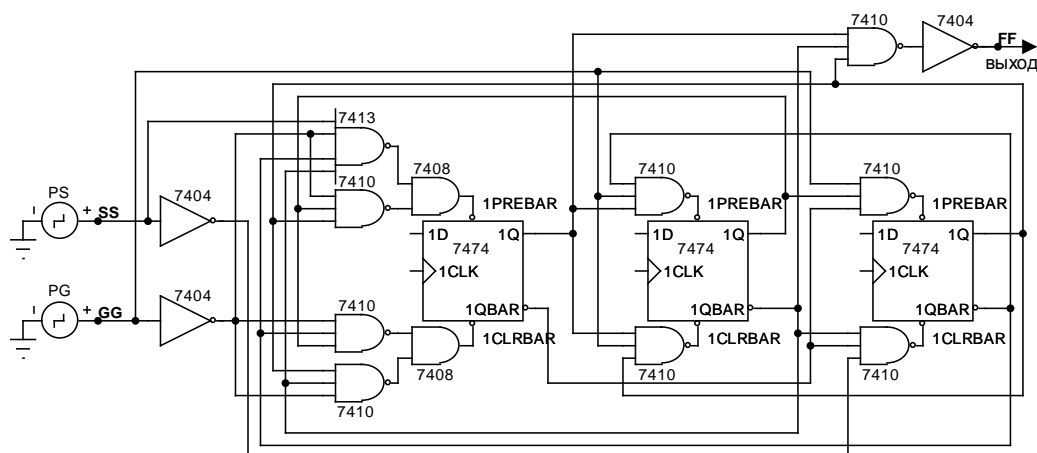 7410
7404
FF
ВЫХОД
7413
7408
7410
7410
7410
PS
7404
1PREBAR
1PREBAR
1PREBAR
+
SS
1D
1Q
1D
1Q
1D
1Q
7474
7474
7474
1CLK
1CLK
1CLK
PG
7404
+
GG
7410
1QBAR
1QBAR
1QBAR
1CLRBAR
1CLRBAR
1CLRBAR
7408
7410
7410
7410